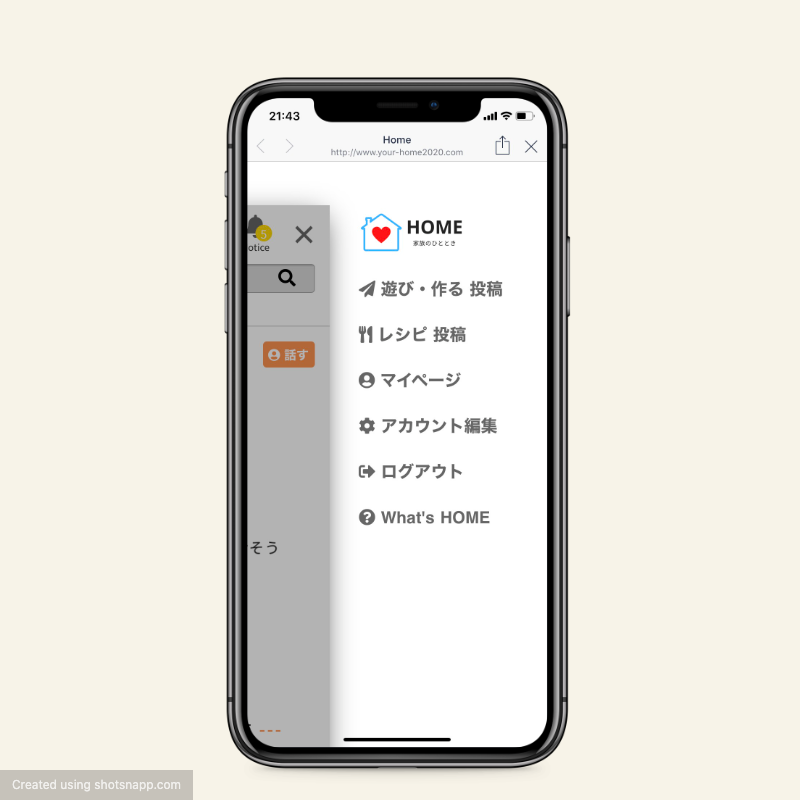 21:43
Home
http://www.your-home2020.com
HOME
家族のひととき
5
otice
話す
そう
遊び・作る 投稿
レシピ 投稿
マイページ
アカウント編集
ログアウト
What's HOME
Created using shotsnapp.com